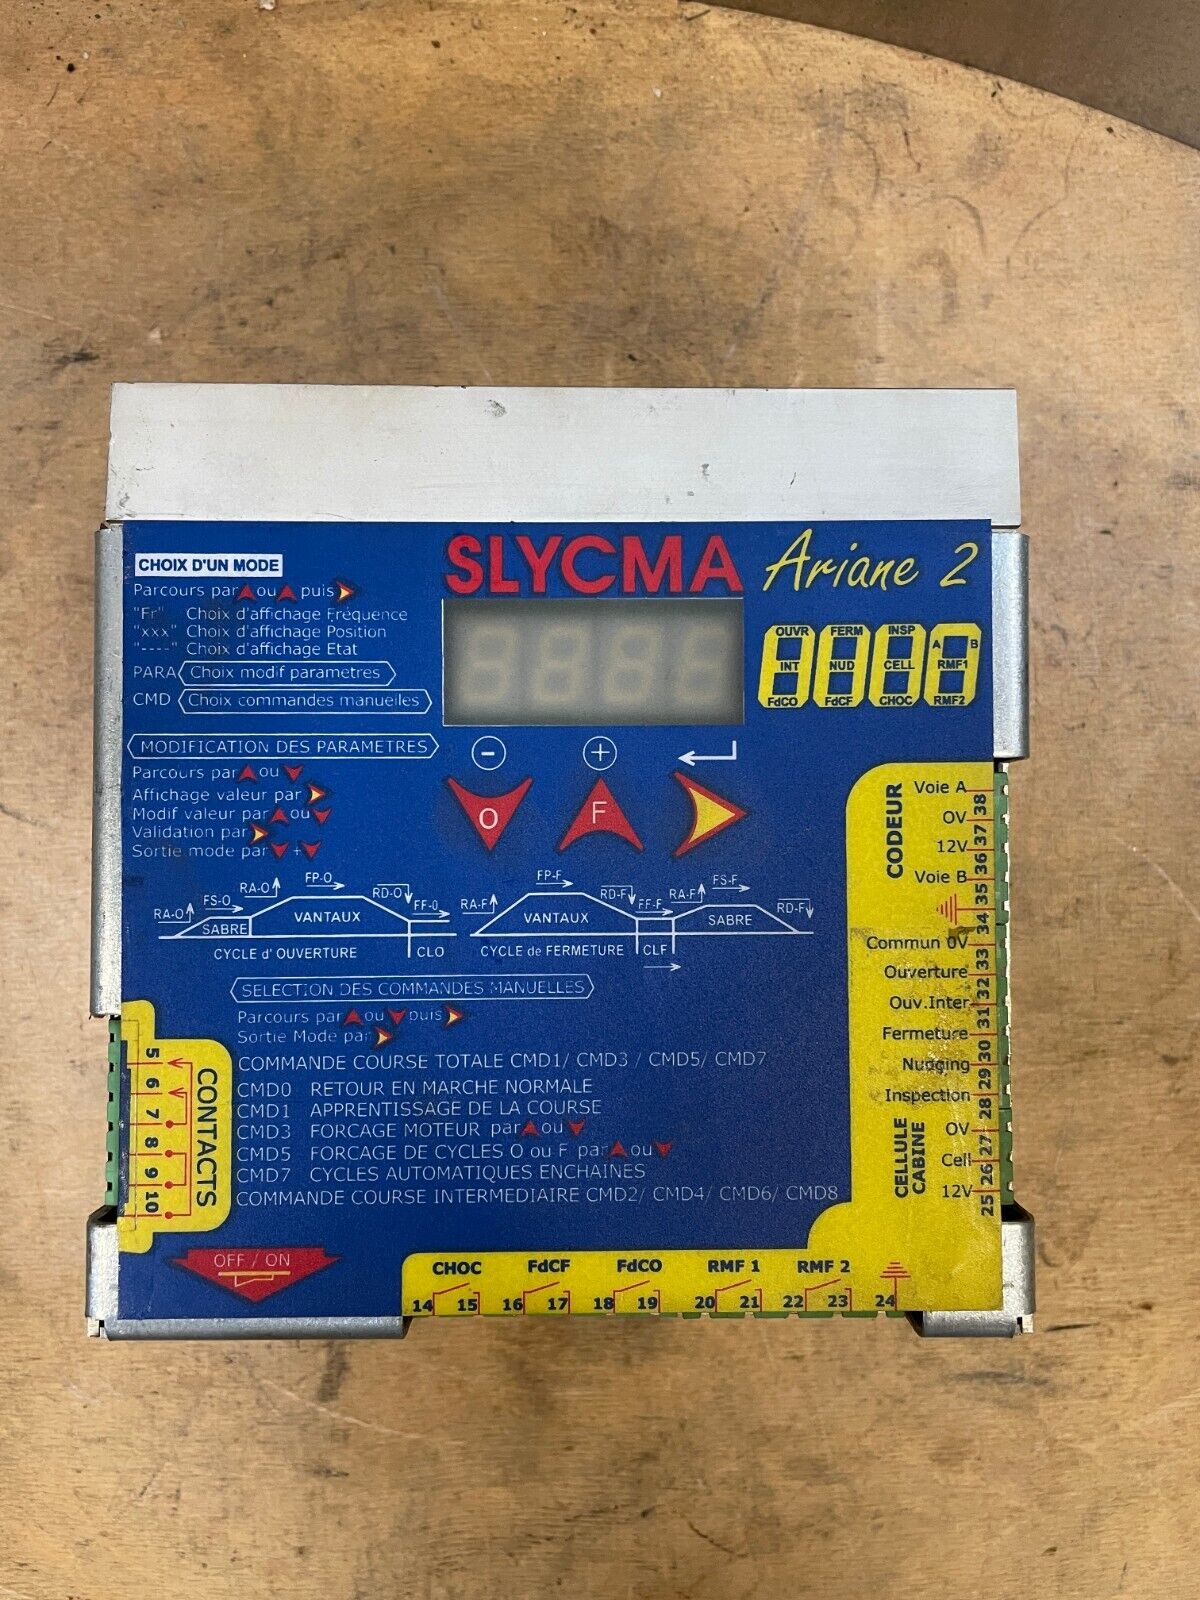 SLYCMA Ariane 2
CHOIX D'UN MODE
Parcours par ou puis
"Fr" Choix d'affichage Fréquence
"xxx" Choix d'affichage Position
"----" Choix d'affichage Etat
PARA Choix modif parametres
CMD Choix commandes manuelles
OUVR FERM INSP A B
INT NUD CELL RMF1
FdCO FdCF CHOC RMF2
MODIFICATION DES PARAMETRES
Parcours par ou
Affichage valeur par
Modif valeur par ou
Validation par
Sortie mode par +
- +
O F
RA-O FS-O RA-O FP-O RD-O FF-O
SABRE VANTAUX
CYCLE d'OUVERTURE CLO
RA-F FP-F RD-F FF-F RA-F FS-F RD-F
VANTAUX SABRE
CYCLE de FERMETURE CLF
SELECTION DES COMMANDES MANUELLES
Parcours par ou puis
Sortie Mode par
COMMANDE COURSE TOTALE CMD1/ CMD3 / CMD5/ CMD7
CMD0 RETOUR EN MARCHE NORMALE
CMD1 APPRENTISSAGE DE LA COURSE
CMD3 FORCAGE MOTEUR par ou
CMD5 FORCAGE DE CYCLES O ou F par ou
CMD7 CYCLES AUTOMATIQUES ENCHAINES
COMMANDE COURSE INTERMEDIAIRE CMD2/ CMD4/ CMD6/ CMD8
CODEUR
Voie A 38
OV 37
12V 36
Voie B 35
34
Commun 0V 33
Ouverture 32
Ouv.Inter 31
Fermeture 30
Nudging 29
Inspection 28
CELLULE
CABINE
OV 27
Cell 26
12V 25
CONTACTS
5
6
7
8
9
10
OFF / ON
CHOC FdCF FdCO RMF 1 RMF 2
14 15 16 17 18 19 20 21 22 23 24